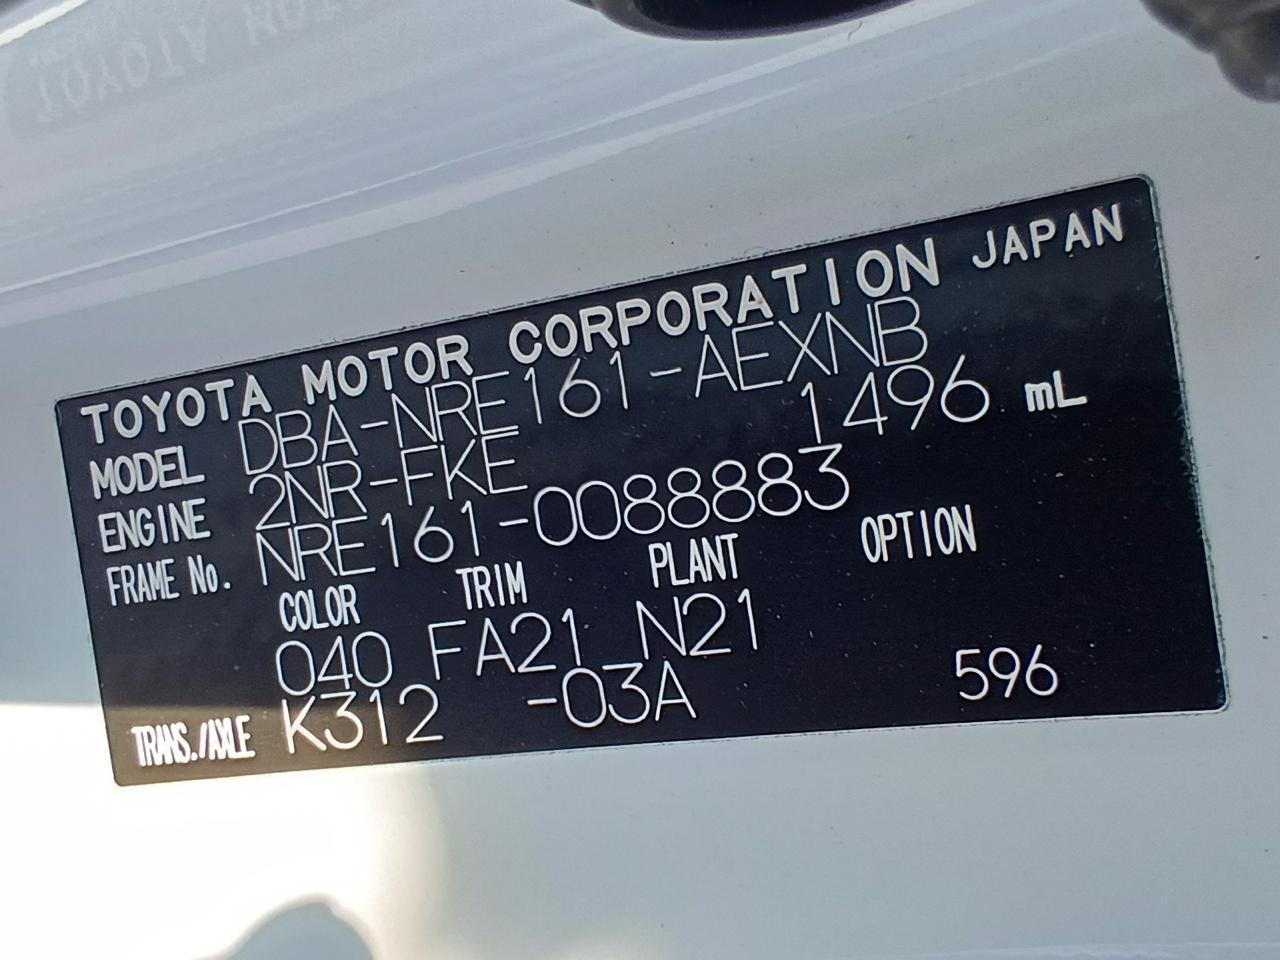 TOYOTA MOTOR CORPORATION JAPAN
MODEL DBA-NRE161-AEXNB
ENGINE 2NR-FKE 1496 mL
FRAME No. NRE161-0088883
COLOR TRIM PLANT OPTION
040 FA21 N21
TRANS./AXLE K312 -03A 596